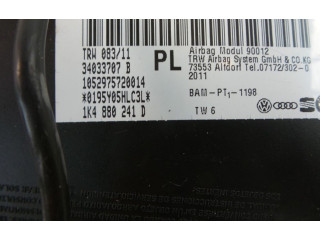 TRW 083/11
34033707 B
1052975720014
*0195Y05HLC3L*
1K4 880 241 D
PL
Airbag Modul 90012
TRW Airbag System GmbH & CO.KG
73553 Alfdorf Tel.07172/302-0
2011
BAM-PT1-1198
TW 6